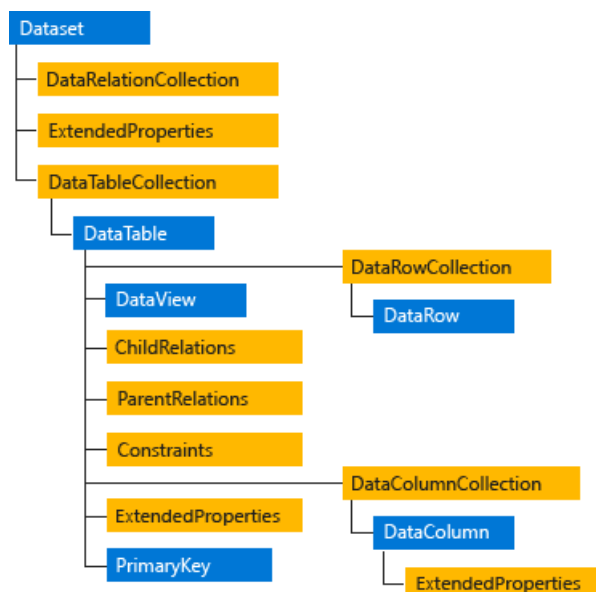 Dataset
DataRelationCollection
ExtendedProperties
DataTableCollection
DataTable
DataRowCollection
DataView
DataRow
ChildRelations
ParentRelations
Constraints
DataColumnCollection
ExtendedProperties
DataColumn
PrimaryKey
ExtendedProperties